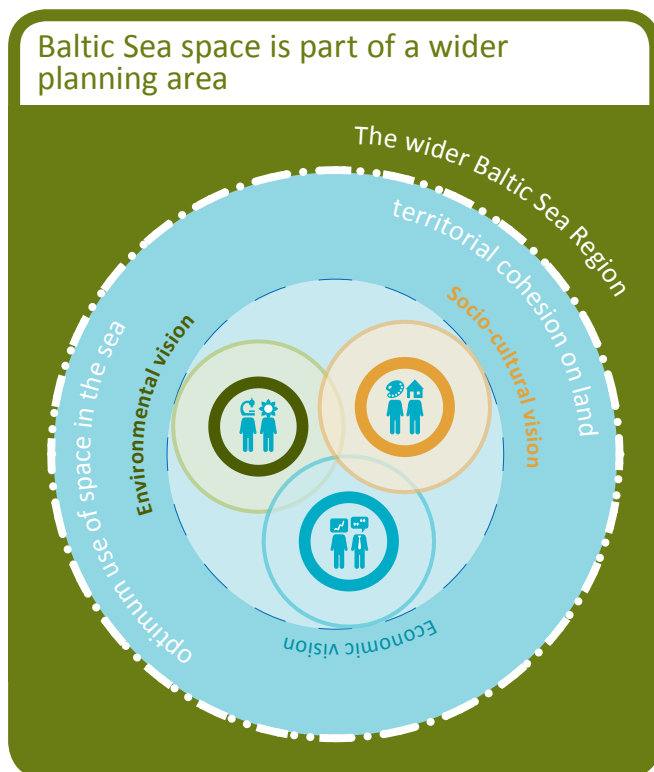 Baltic Sea space is part of a wider
planning area
The wider Baltic Sea Region
territorial cohesion on land
Socio-cultural vision
Environmental vision
optimum use of space in the sea
Economic vision